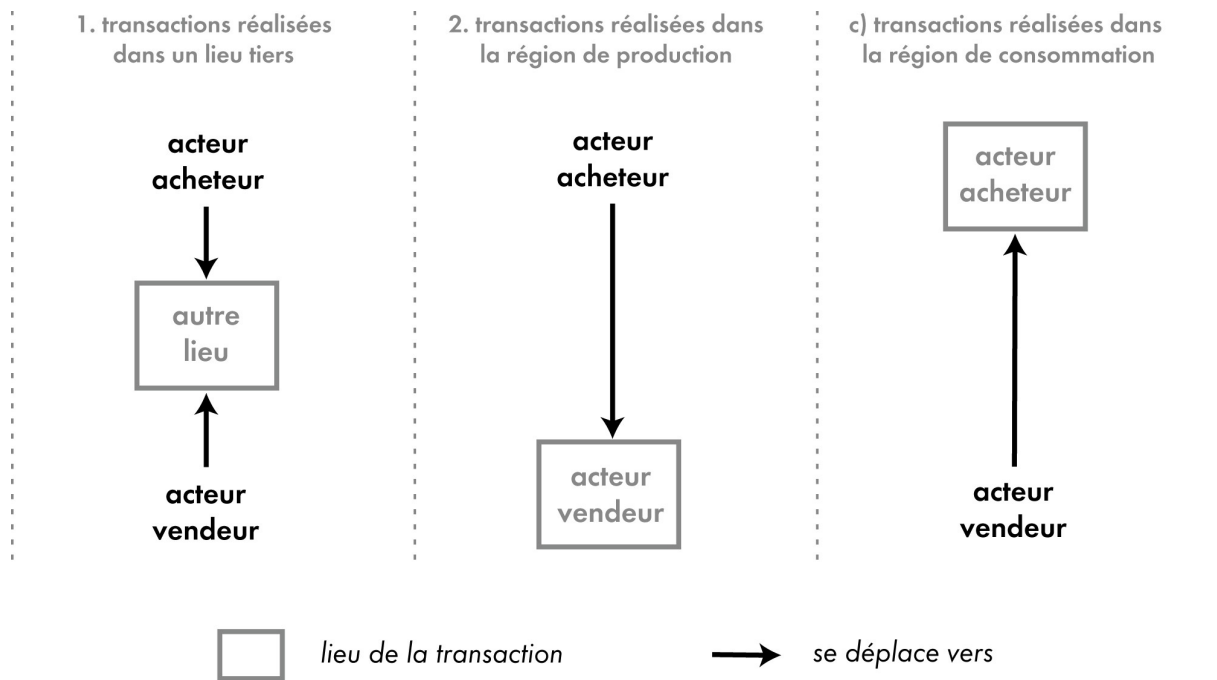 1. transactions réalisées
dans un lieu tiers
2. transactions réalisées dans
la région de production
c) transactions réalisées dans
la région de consommation
acteur
acheteur
autre
lieu
acteur
vendeur
acteur
acheteur
acteur
vendeur
acteur
acheteur
acteur
vendeur
lieu de la transaction
se déplace vers